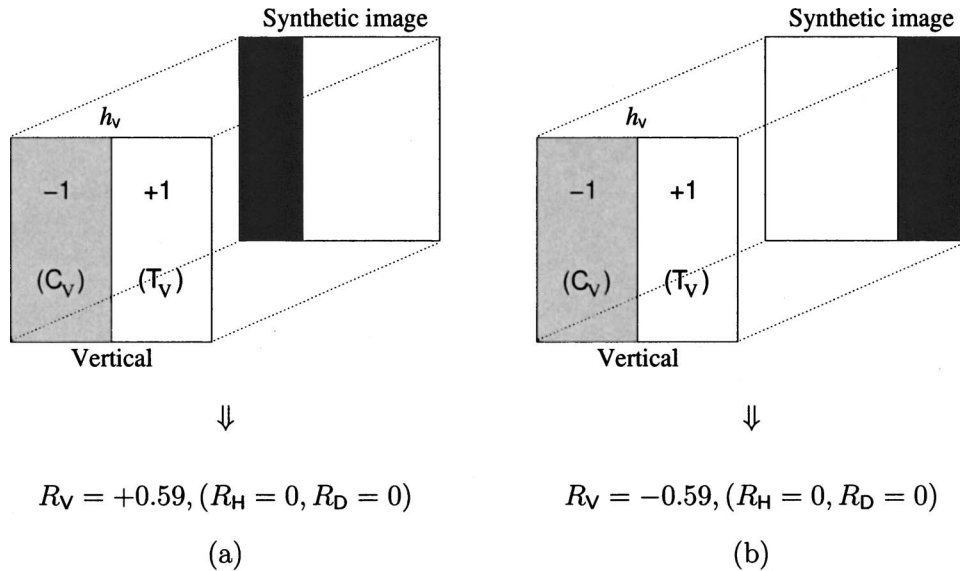 Synthetic image
h_v
−1 +1
(C_V) (T_V)
Vertical
⇓
R_V = +0.59, (R_H = 0, R_D = 0)
(a)
Synthetic image
h_v
−1 +1
(C_V) (T_V)
Vertical
⇓
R_V = −0.59, (R_H = 0, R_D = 0)
(b)